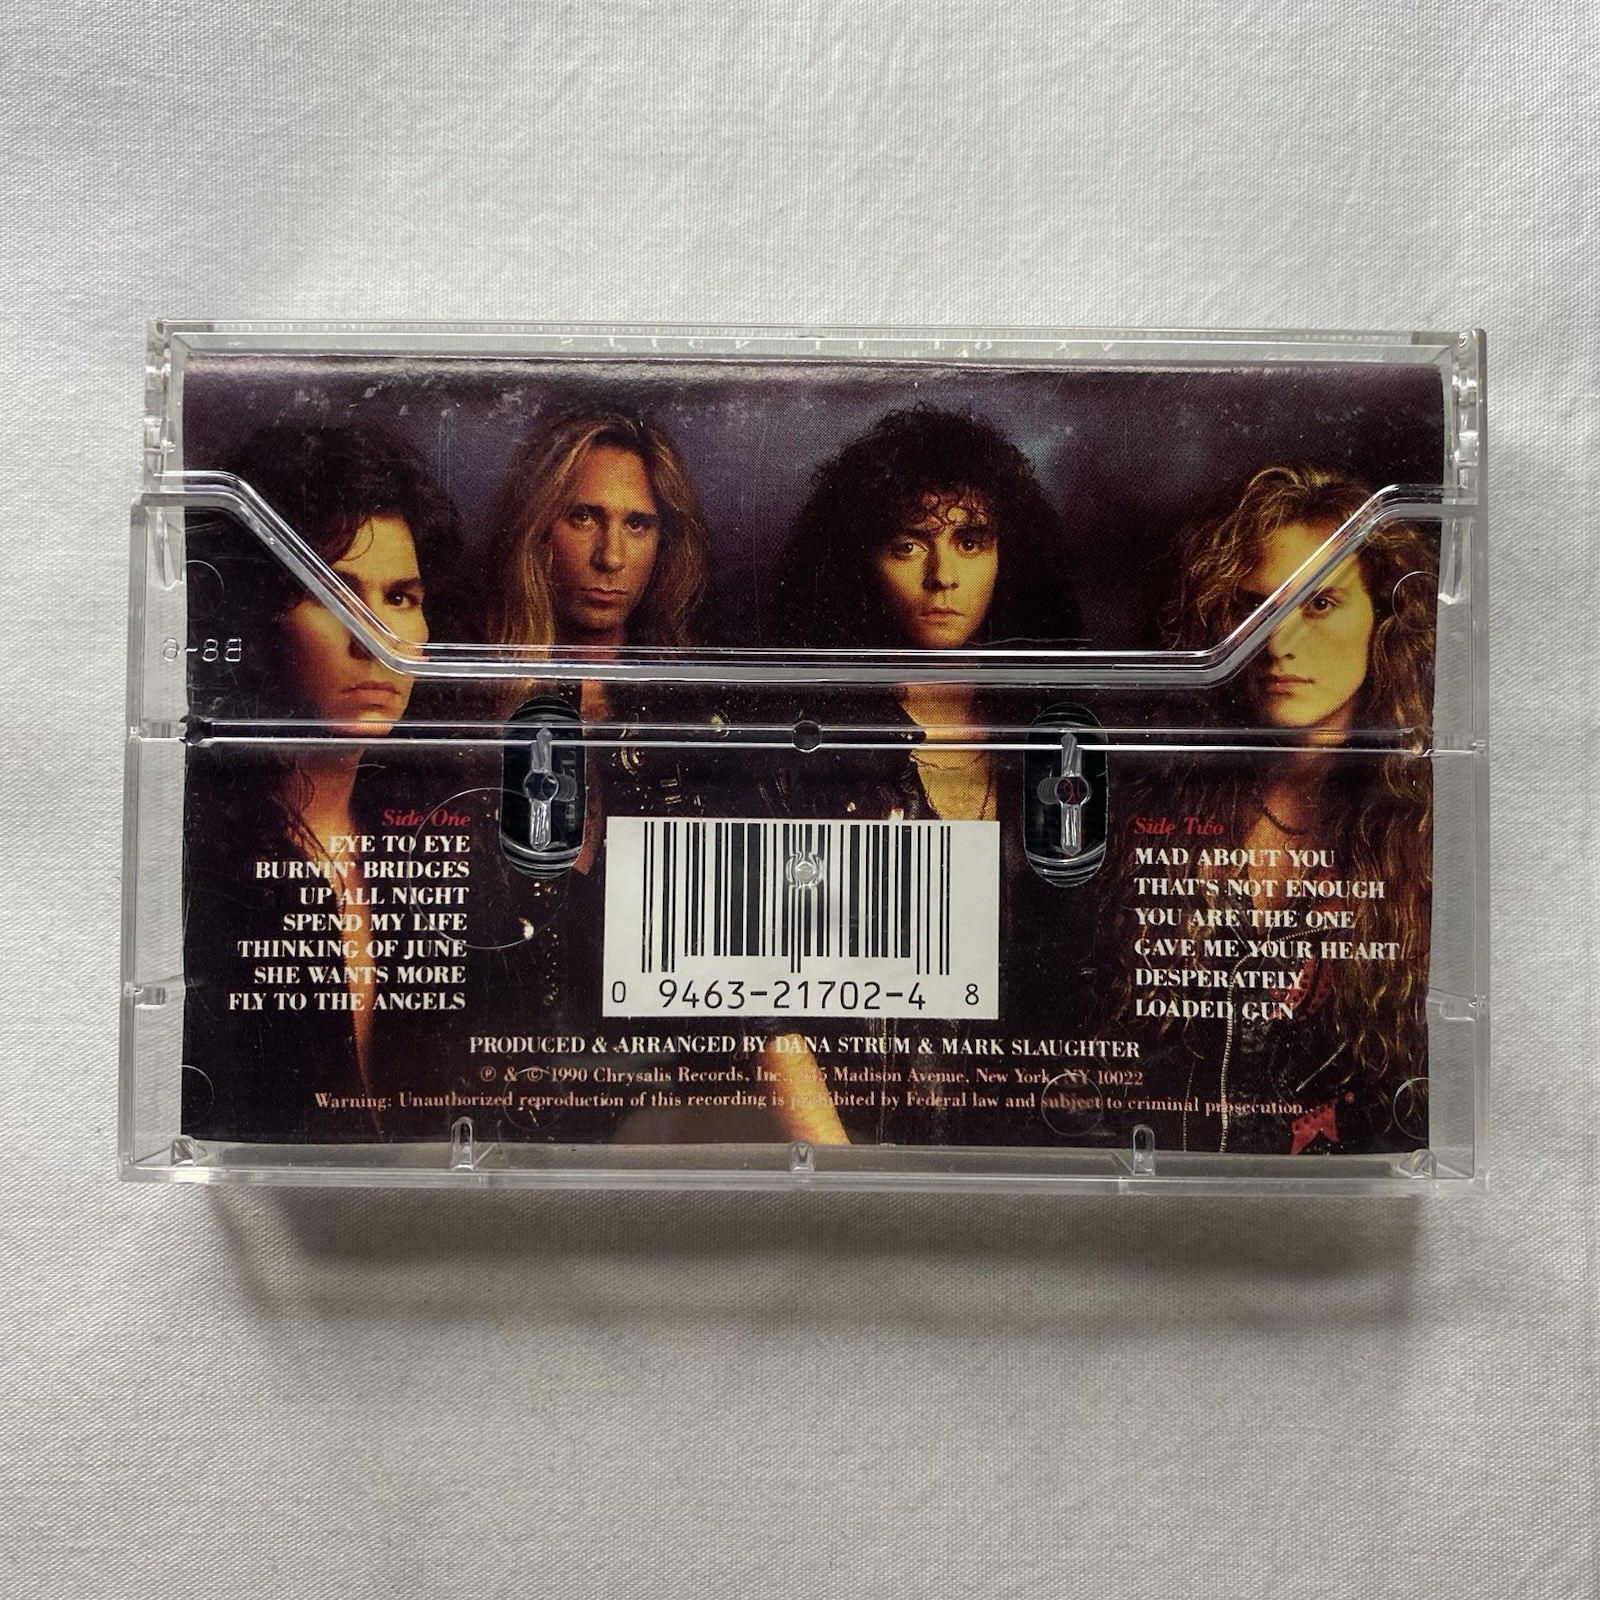 Side One
EYE TO EYE
BURNIN' BRIDGES
UP ALL NIGHT
SPEND MY LIFE
THINKING OF JUNE
SHE WANTS MORE
FLY TO THE ANGELS
0 9463-21702-4 8
Side Two
MAD ABOUT YOU
THAT'S NOT ENOUGH
YOU ARE THE ONE
GAVE ME YOUR HEART
DESPERATELY
LOADED GUN
PRODUCED & ARRANGED BY DANA STRUM & MARK SLAUGHTER
℗ & © 1990 Chrysalis Records, Inc., Madison Avenue, New York, NY 10022
Warning: Unauthorized reproduction of this recording is prohibited by Federal law and subject to criminal prosecution.